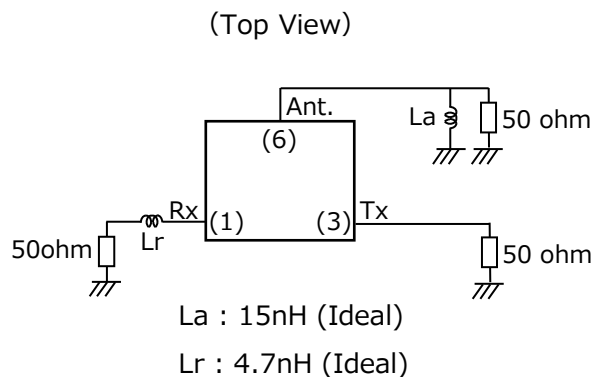 (Top View)
Ant.
(6)
La
50 ohm
Rx
(1)
(3)
Tx
50ohm
Lr
50 ohm
La : 15nH (Ideal)
Lr : 4.7nH (Ideal)